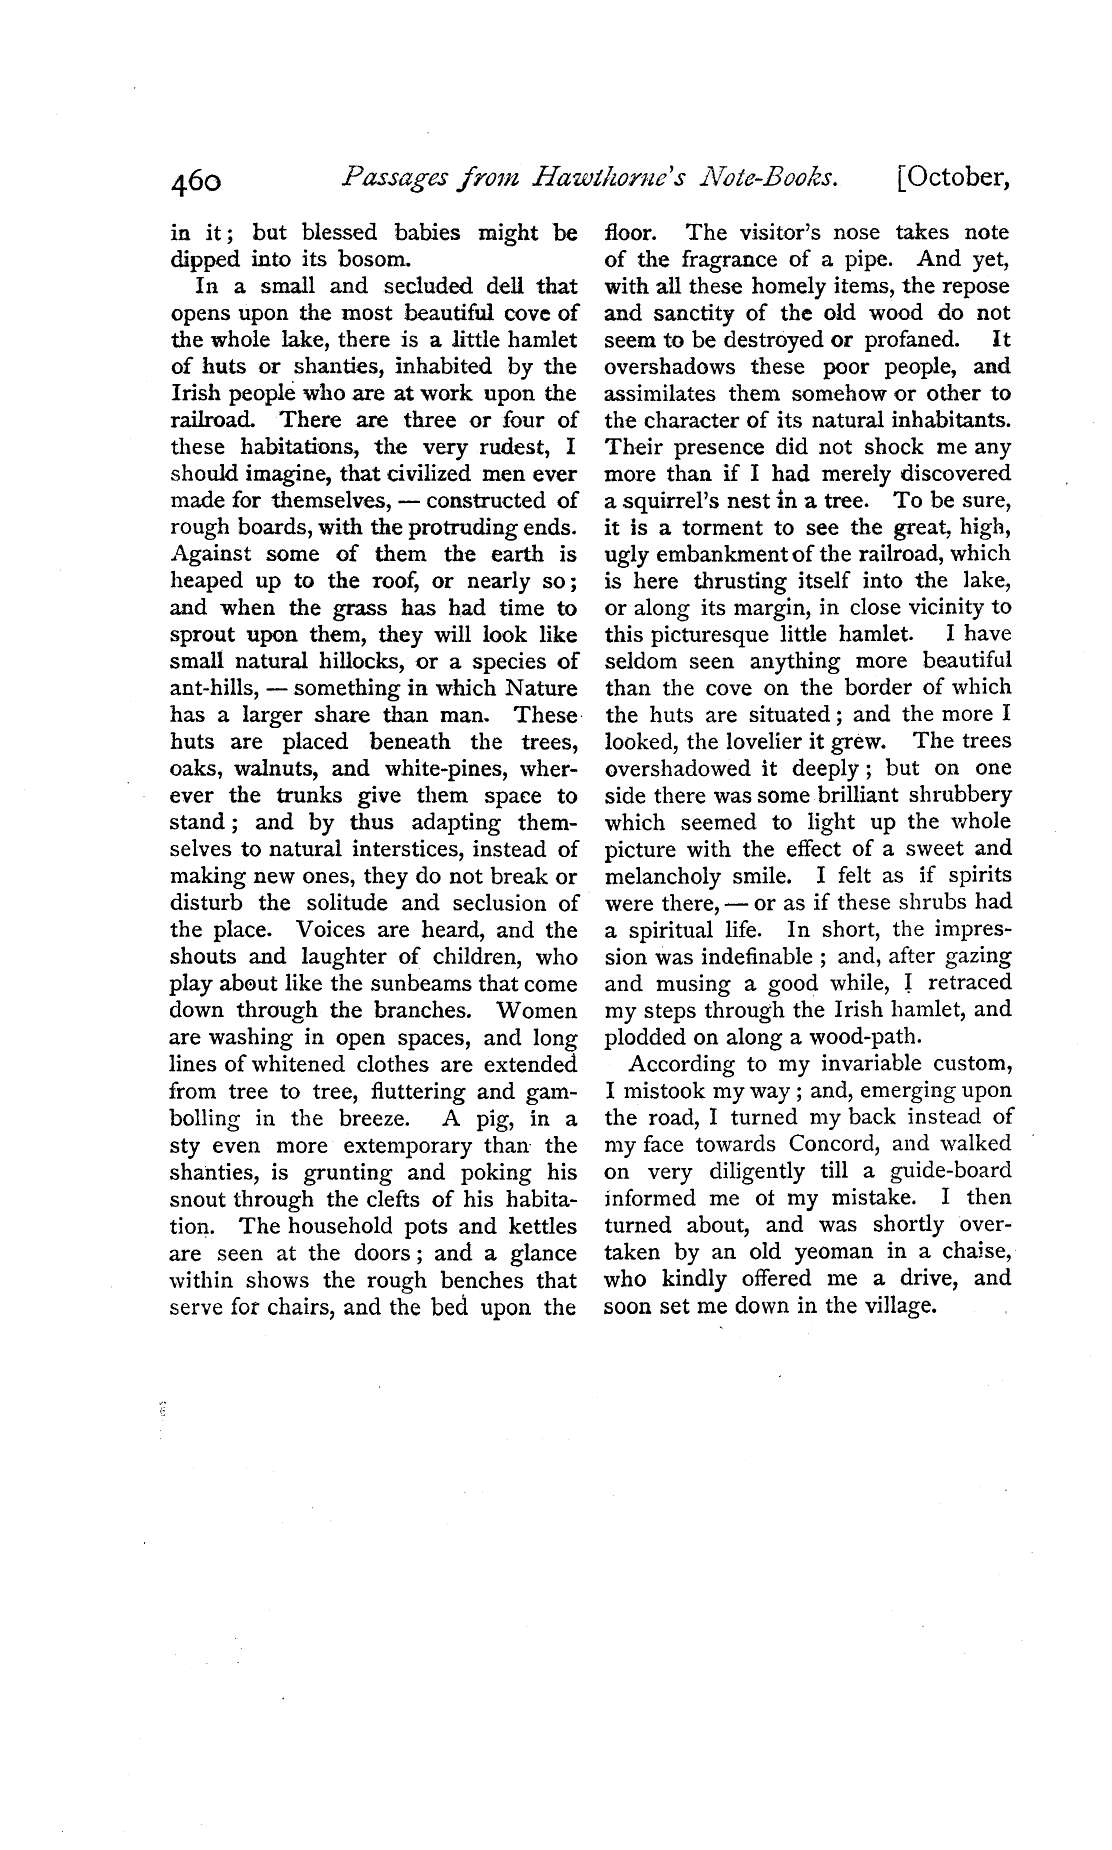 460 Passages from Hawthorne's Note-Books. [October,
in it; but blessed babies might be
dipped into its bosom.
In a small and secluded dell that
opens upon the most beautiful cove of
the whole lake, there is a little hamlet
of huts or shanties, inhabited by the
Irish people who are at work upon the
railroad. There are three or four of
these habitations, the very rudest, I
should imagine, that civilized men ever
made for themselves, — constructed of
rough boards, with the protruding ends.
Against some of them the earth is
heaped up to the roof, or nearly so;
and when the grass has had time to
sprout upon them, they will look like
small natural hillocks, or a species of
ant-hills, — something in which Nature
has a larger share than man. These
huts are placed beneath the trees,
oaks, walnuts, and white-pines, wher-
ever the trunks give them space to
stand; and by thus adapting them-
selves to natural interstices, instead of
making new ones, they do not break or
disturb the solitude and seclusion of
the place. Voices are heard, and the
shouts and laughter of children, who
play about like the sunbeams that come
down through the branches. Women
are washing in open spaces, and long
lines of whitened clothes are extended
from tree to tree, fluttering and gam-
bolling in the breeze. A pig, in a
sty even more extemporary than the
shanties, is grunting and poking his
snout through the clefts of his habita-
tion. The household pots and kettles
are seen at the doors; and a glance
within shows the rough benches that
serve for chairs, and the bed upon the
floor. The visitor's nose takes note
of the fragrance of a pipe. And yet,
with all these homely items, the repose
and sanctity of the old wood do not
seem to be destroyed or profaned. It
overshadows these poor people, and
assimilates them somehow or other to
the character of its natural inhabitants.
Their presence did not shock me any
more than if I had merely discovered
a squirrel's nest in a tree. To be sure,
it is a torment to see the great, high,
ugly embankment of the railroad, which
is here thrusting itself into the lake,
or along its margin, in close vicinity to
this picturesque little hamlet. I have
seldom seen anything more beautiful
than the cove on the border of which
the huts are situated; and the more I
looked, the lovelier it grew. The trees
overshadowed it deeply; but on one
side there was some brilliant shrubbery
which seemed to light up the whole
picture with the effect of a sweet and
melancholy smile. I felt as if spirits
were there, — or as if these shrubs had
a spiritual life. In short, the impres-
sion was indefinable; and, after gazing
and musing a good while, I retraced
my steps through the Irish hamlet, and
plodded on along a wood-path.
According to my invariable custom,
I mistook my way; and, emerging upon
the road, I turned my back instead of
my face towards Concord, and walked
on very diligently till a guide-board
informed me of my mistake. I then
turned about, and was shortly over-
taken by an old yeoman in a chaise,
who kindly offered me a drive, and
soon set me down in the village.